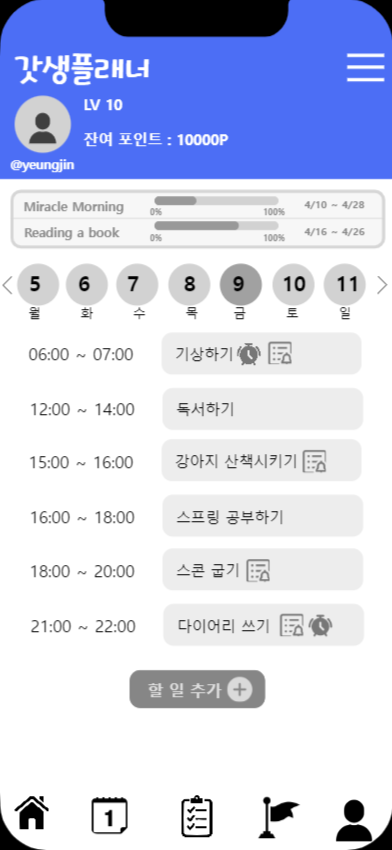 갓생플래너
LV 10
잔여 포인트 : 10000P
@yeungjin
Miracle Morning 0% 100% 4/10 ~ 4/28
Reading a book 0% 100% 4/16 ~ 4/26
5 6 7 8 9 10 11
월 화 수 목 금 토 일
06:00 ~ 07:00 기상하기
12:00 ~ 14:00 독서하기
15:00 ~ 16:00 강아지 산책시키기
16:00 ~ 18:00 스프링 공부하기
18:00 ~ 20:00 스콘 굽기
21:00 ~ 22:00 다이어리 쓰기
할 일 추가
1